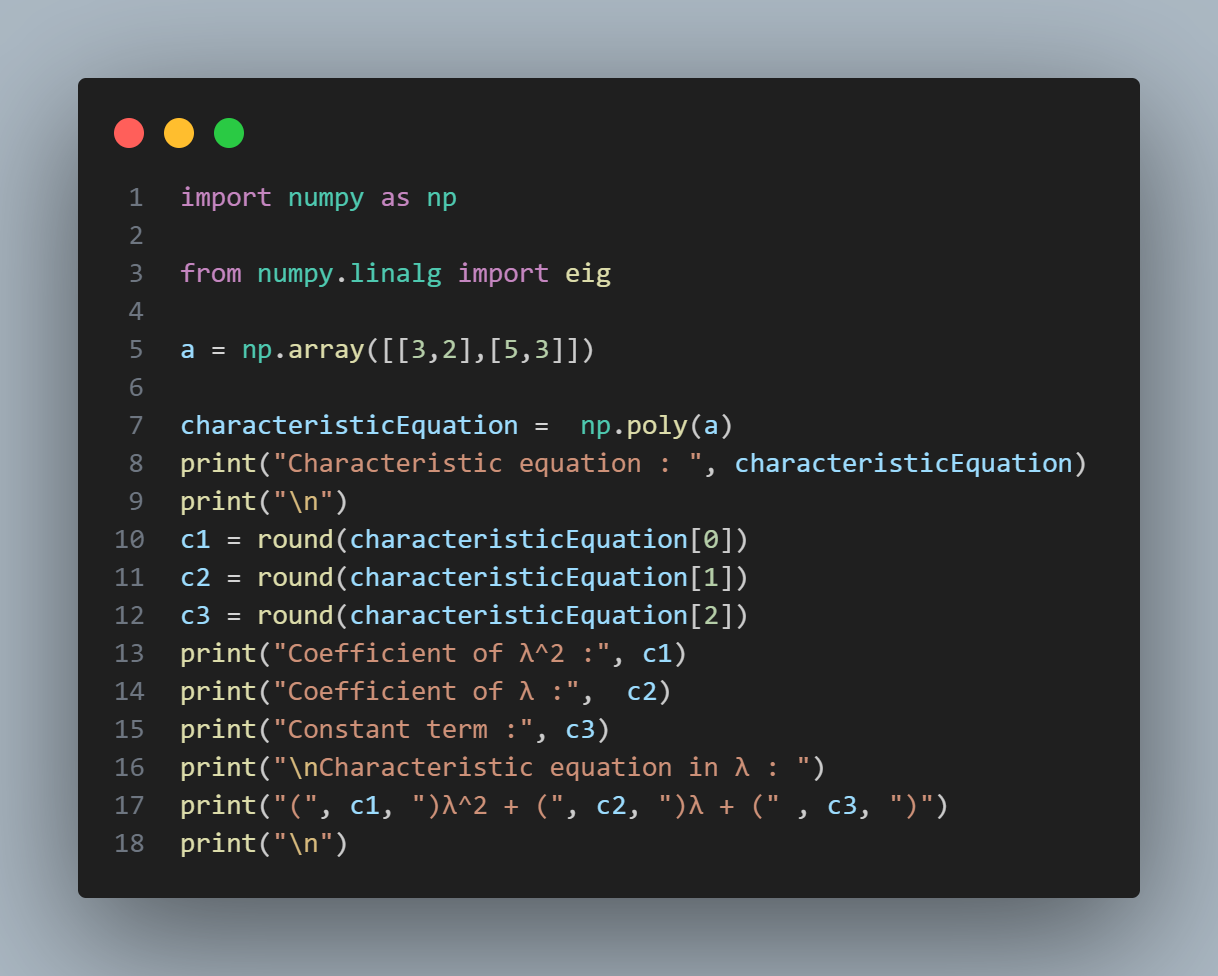 1 import numpy as np
2
3 from numpy.linalg import eig
4
5 a = np.array([[3,2],[5,3]])
6
7 characteristicEquation =  np.poly(a)
8 print("Characteristic equation : ", characteristicEquation)
9 print("\n")
10 c1 = round(characteristicEquation[0])
11 c2 = round(characteristicEquation[1])
12 c3 = round(characteristicEquation[2])
13 print("Coefficient of λ^2 :", c1)
14 print("Coefficient of λ :",  c2)
15 print("Constant term :", c3)
16 print("\nCharacteristic equation in λ : ")
17 print("(", c1, ")λ^2 + (", c2, ")λ + (" , c3, ")")
18 print("\n")